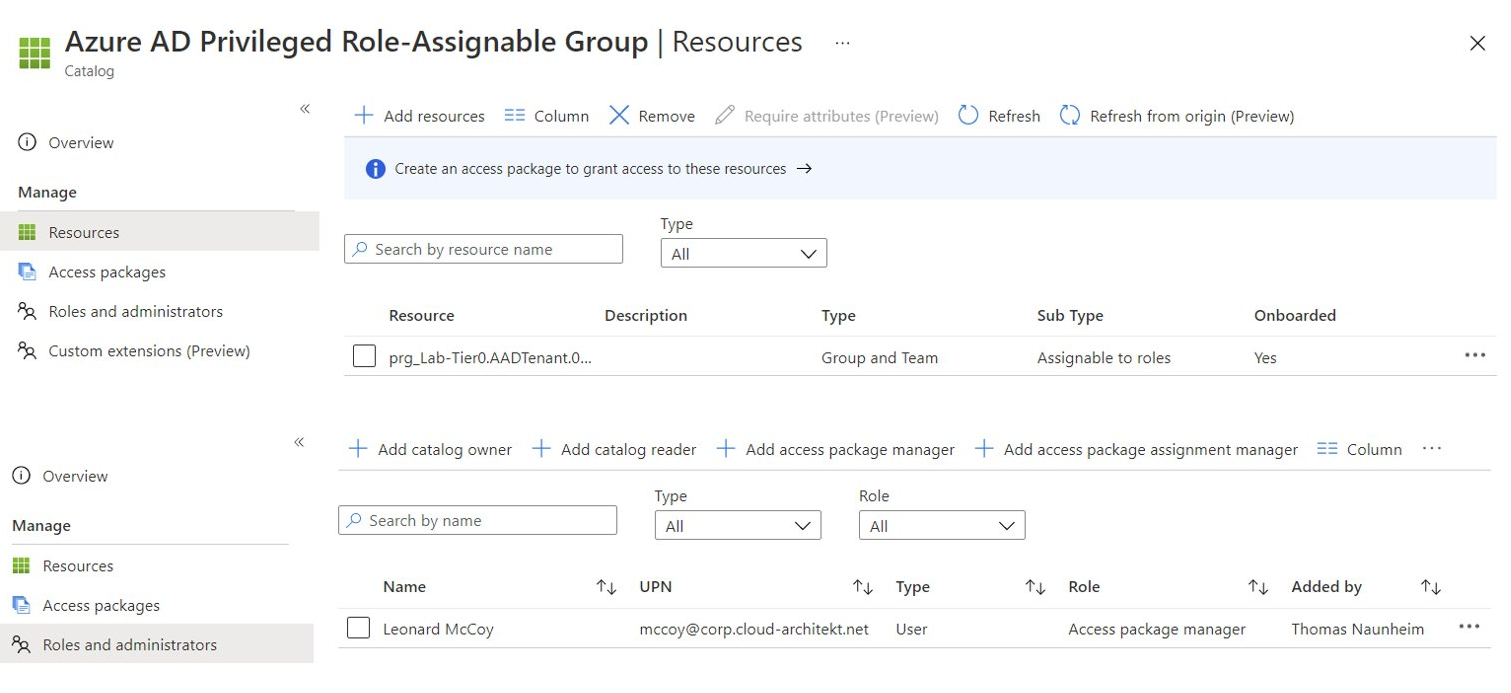 Azure AD Privileged Role-Assignable Group | Resources ...
Catalog
Overview
Manage
Resources
Access packages
Roles and administrators
Custom extensions (Preview)
Add resources Column Remove Require attributes (Preview) Refresh Refresh from origin (Preview)
Create an access package to grant access to these resources →
Type
Search by resource name All
Resource Description Type Sub Type Onboarded
prg_Lab-Tier0.AADTenant.0... Group and Team Assignable to roles Yes ...
Overview
Manage
Resources
Access packages
Roles and administrators
Add catalog owner Add catalog reader Add access package manager Add access package assignment manager Column ...
Type Role
Search by name All All
Name UPN Type Role Added by
Leonard McCoy mccoy@corp.cloud-architekt.net User Access package manager Thomas Naunheim ...